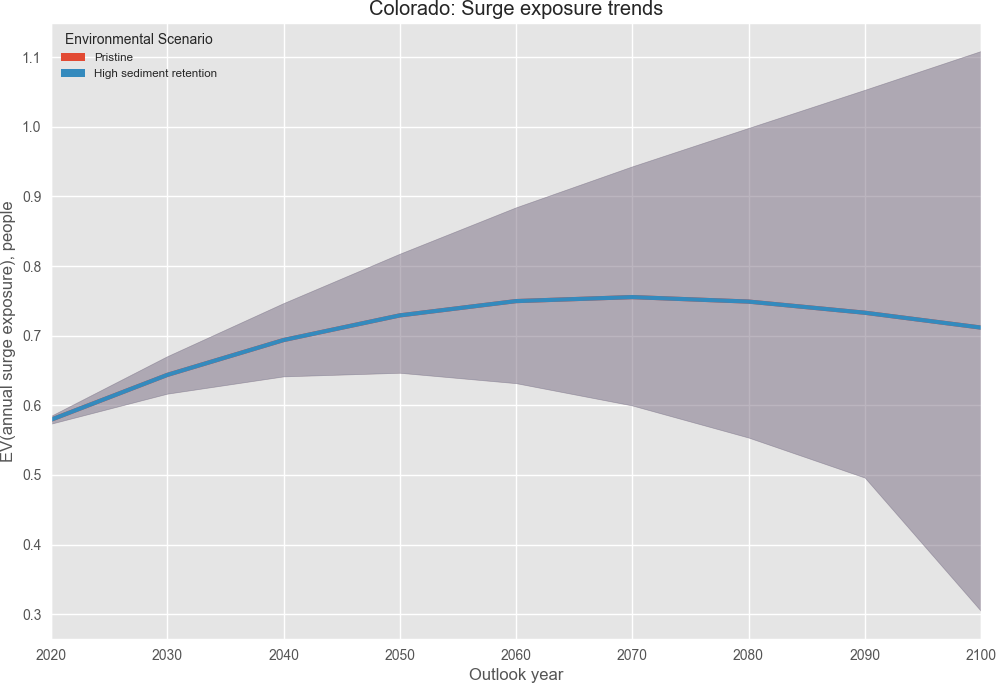 Colorado: Surge exposure trends
Environmental Scenario
Pristine
High sediment retention
EV(annual surge exposure), people
1.1
1.0
0.9
0.8
0.7
0.6
0.5
0.4
0.3
2020 2030 2040 2050 2060 2070 2080 2090 2100
Outlook year